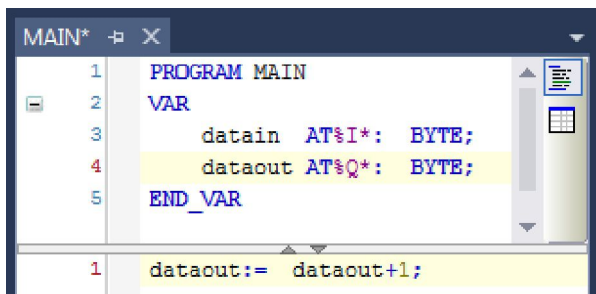 MAIN*
1 PROGRAM MAIN
2 VAR
3 datain AT%I*: BYTE;
4 dataout AT%Q*: BYTE;
5 END_VAR
1 dataout:= dataout+1;